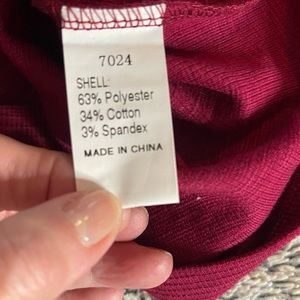 7024
SHELL:
63% Polyester
34% Cotton
3% Spandex
MADE IN CHINA